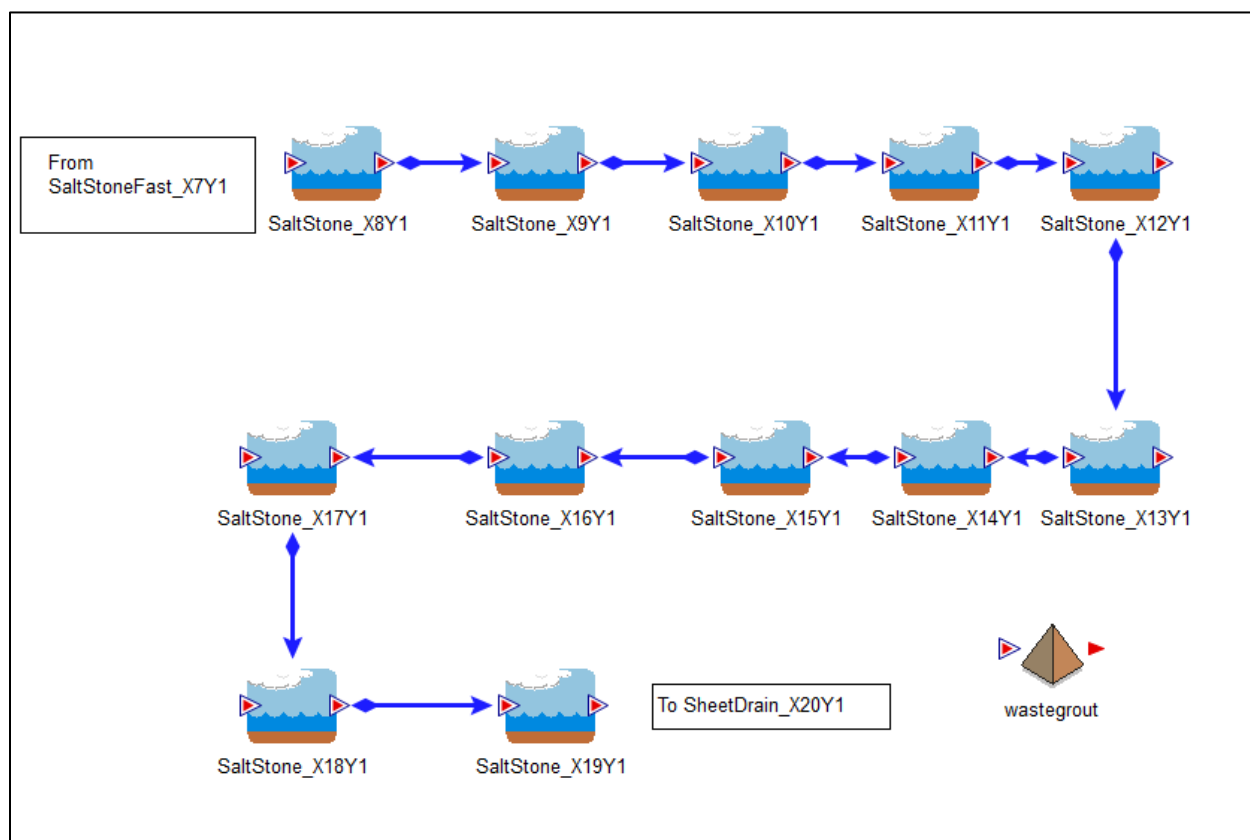 From
SaltStoneFast_X7Y1
SaltStone_X8Y1
SaltStone_X9Y1
SaltStone_X10Y1
SaltStone_X11Y1
SaltStone_X12Y1
SaltStone_X17Y1
SaltStone_X16Y1
SaltStone_X15Y1
SaltStone_X14Y1
SaltStone_X13Y1
To SheetDrain_X20Y1
wastegrout
SaltStone_X18Y1
SaltStone_X19Y1